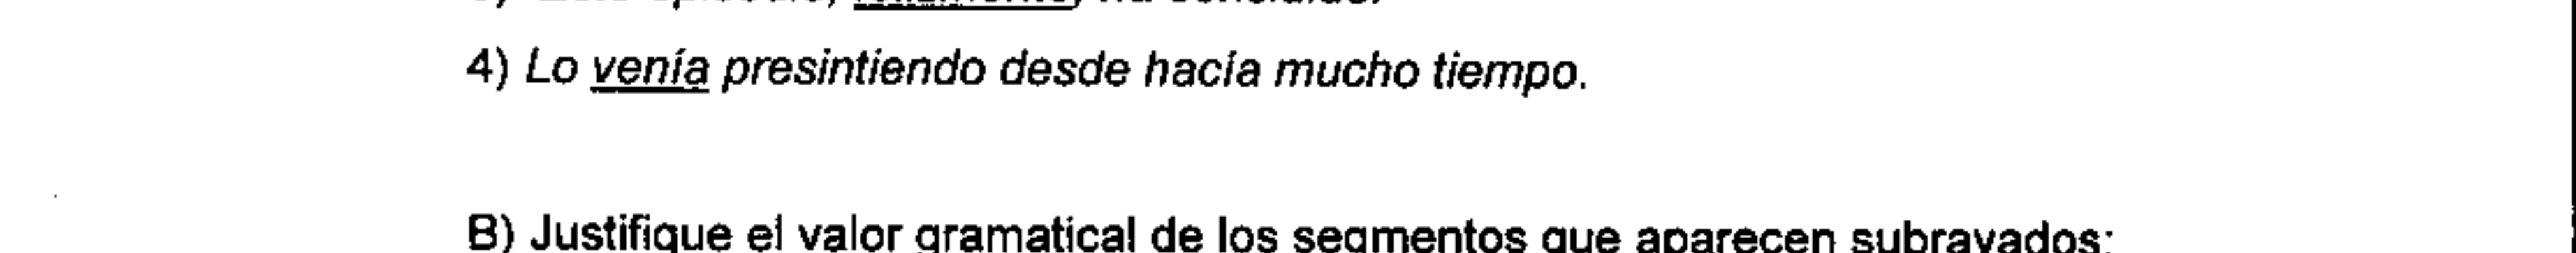 4) Lo venía presintiendo desde hacía mucho tiempo.
B) Justifique el valor gramatical de los segmentos que aparecen subrayados: